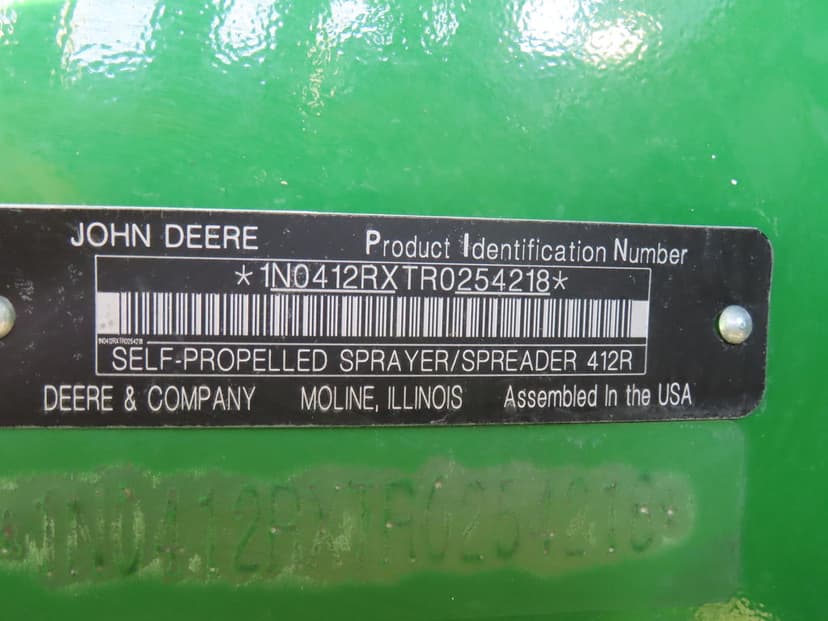 JOHN DEERE Product Identification Number
*1N0412RXTR0254218*
1N0412RXTR0254218
SELF-PROPELLED SPRAYER/SPREADER 412R
DEERE & COMPANY MOLINE, ILLINOIS Assembled In the USA
*1N0412RXTR0254218*